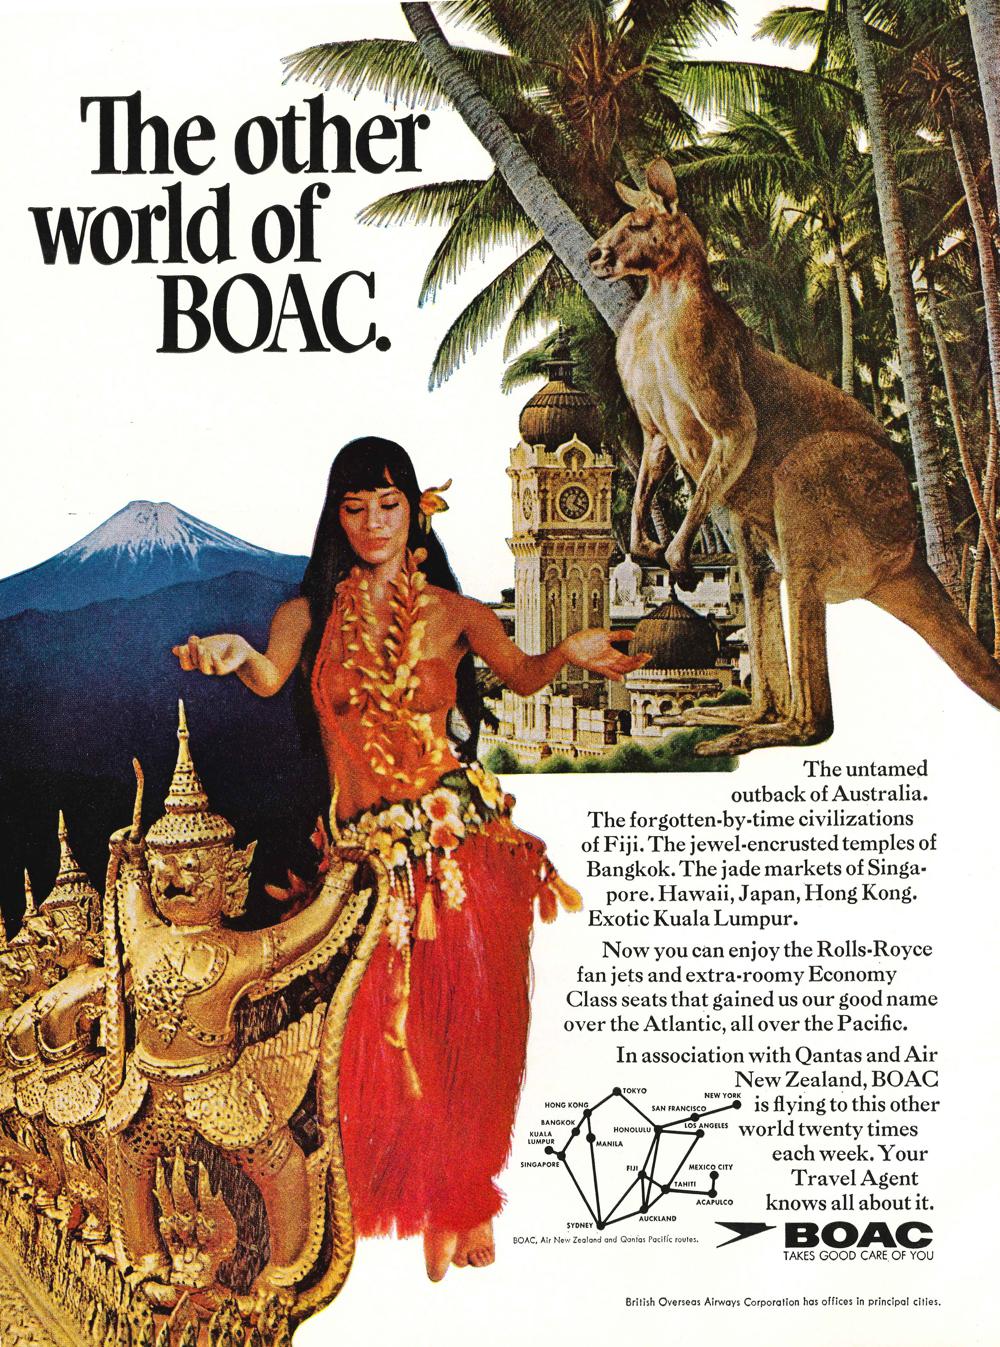 The other
world of
BOAC.
The untamed
outback of Australia.
The forgotten-by-time civilizations
of Fiji. The jewel-encrusted temples of
Bangkok. The jade markets of Singa-
pore. Hawaii, Japan, Hong Kong.
Exotic Kuala Lumpur.
Now you can enjoy the Rolls-Royce
fan jets and extra-roomy Economy
Class seats that gained us our good name
over the Atlantic, all over the Pacific.
In association with Qantas and Air
New Zealand, BOAC
is flying to this other
world twenty times
each week. Your
Travel Agent
knows all about it.
TOKYO
NEW YORK
HONG KONG
SAN FRANCISCO
BANGKOK
HONOLULU
LOS ANGELES
KUALA
LUMPUR
MANILA
SINGAPORE
FIJI
MEXICO CITY
TAHITI
ACAPULCO
AUCKLAND
SYDNEY
BOAC, Air New Zealand and Qantas Pacific routes.
BOAC
TAKES GOOD CARE OF YOU
British Overseas Airways Corporation has offices in principal cities.